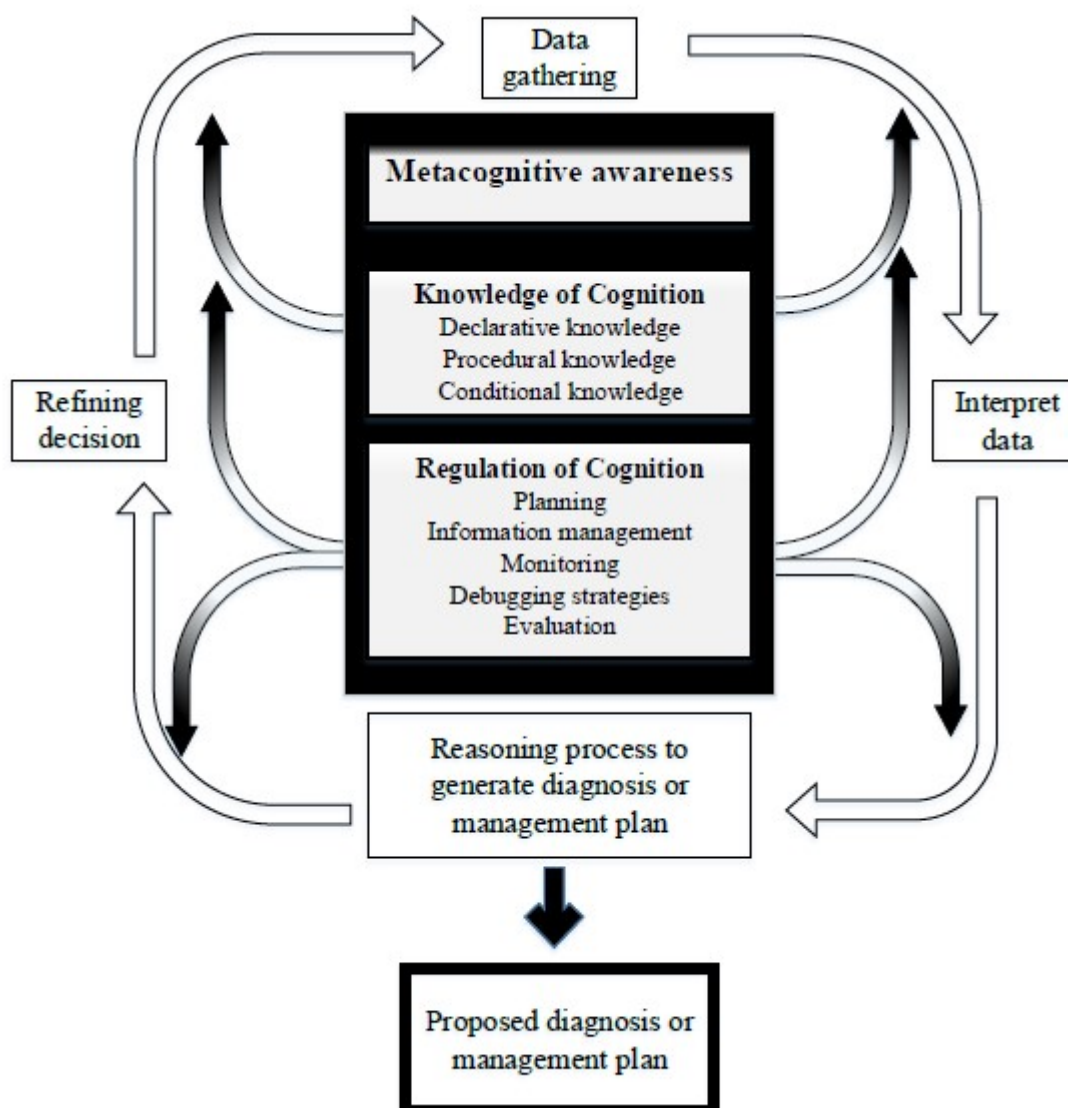 Data
gathering
Metacognitive awareness
Knowledge of Cognition
Declarative knowledge
Procedural knowledge
Conditional knowledge
Refining
decision
Interpret
data
Regulation of Cognition
Planning
Information management
Monitoring
Debugging strategies
Evaluation
Reasoning process to
generate diagnosis or
management plan
Proposed diagnosis or
management plan